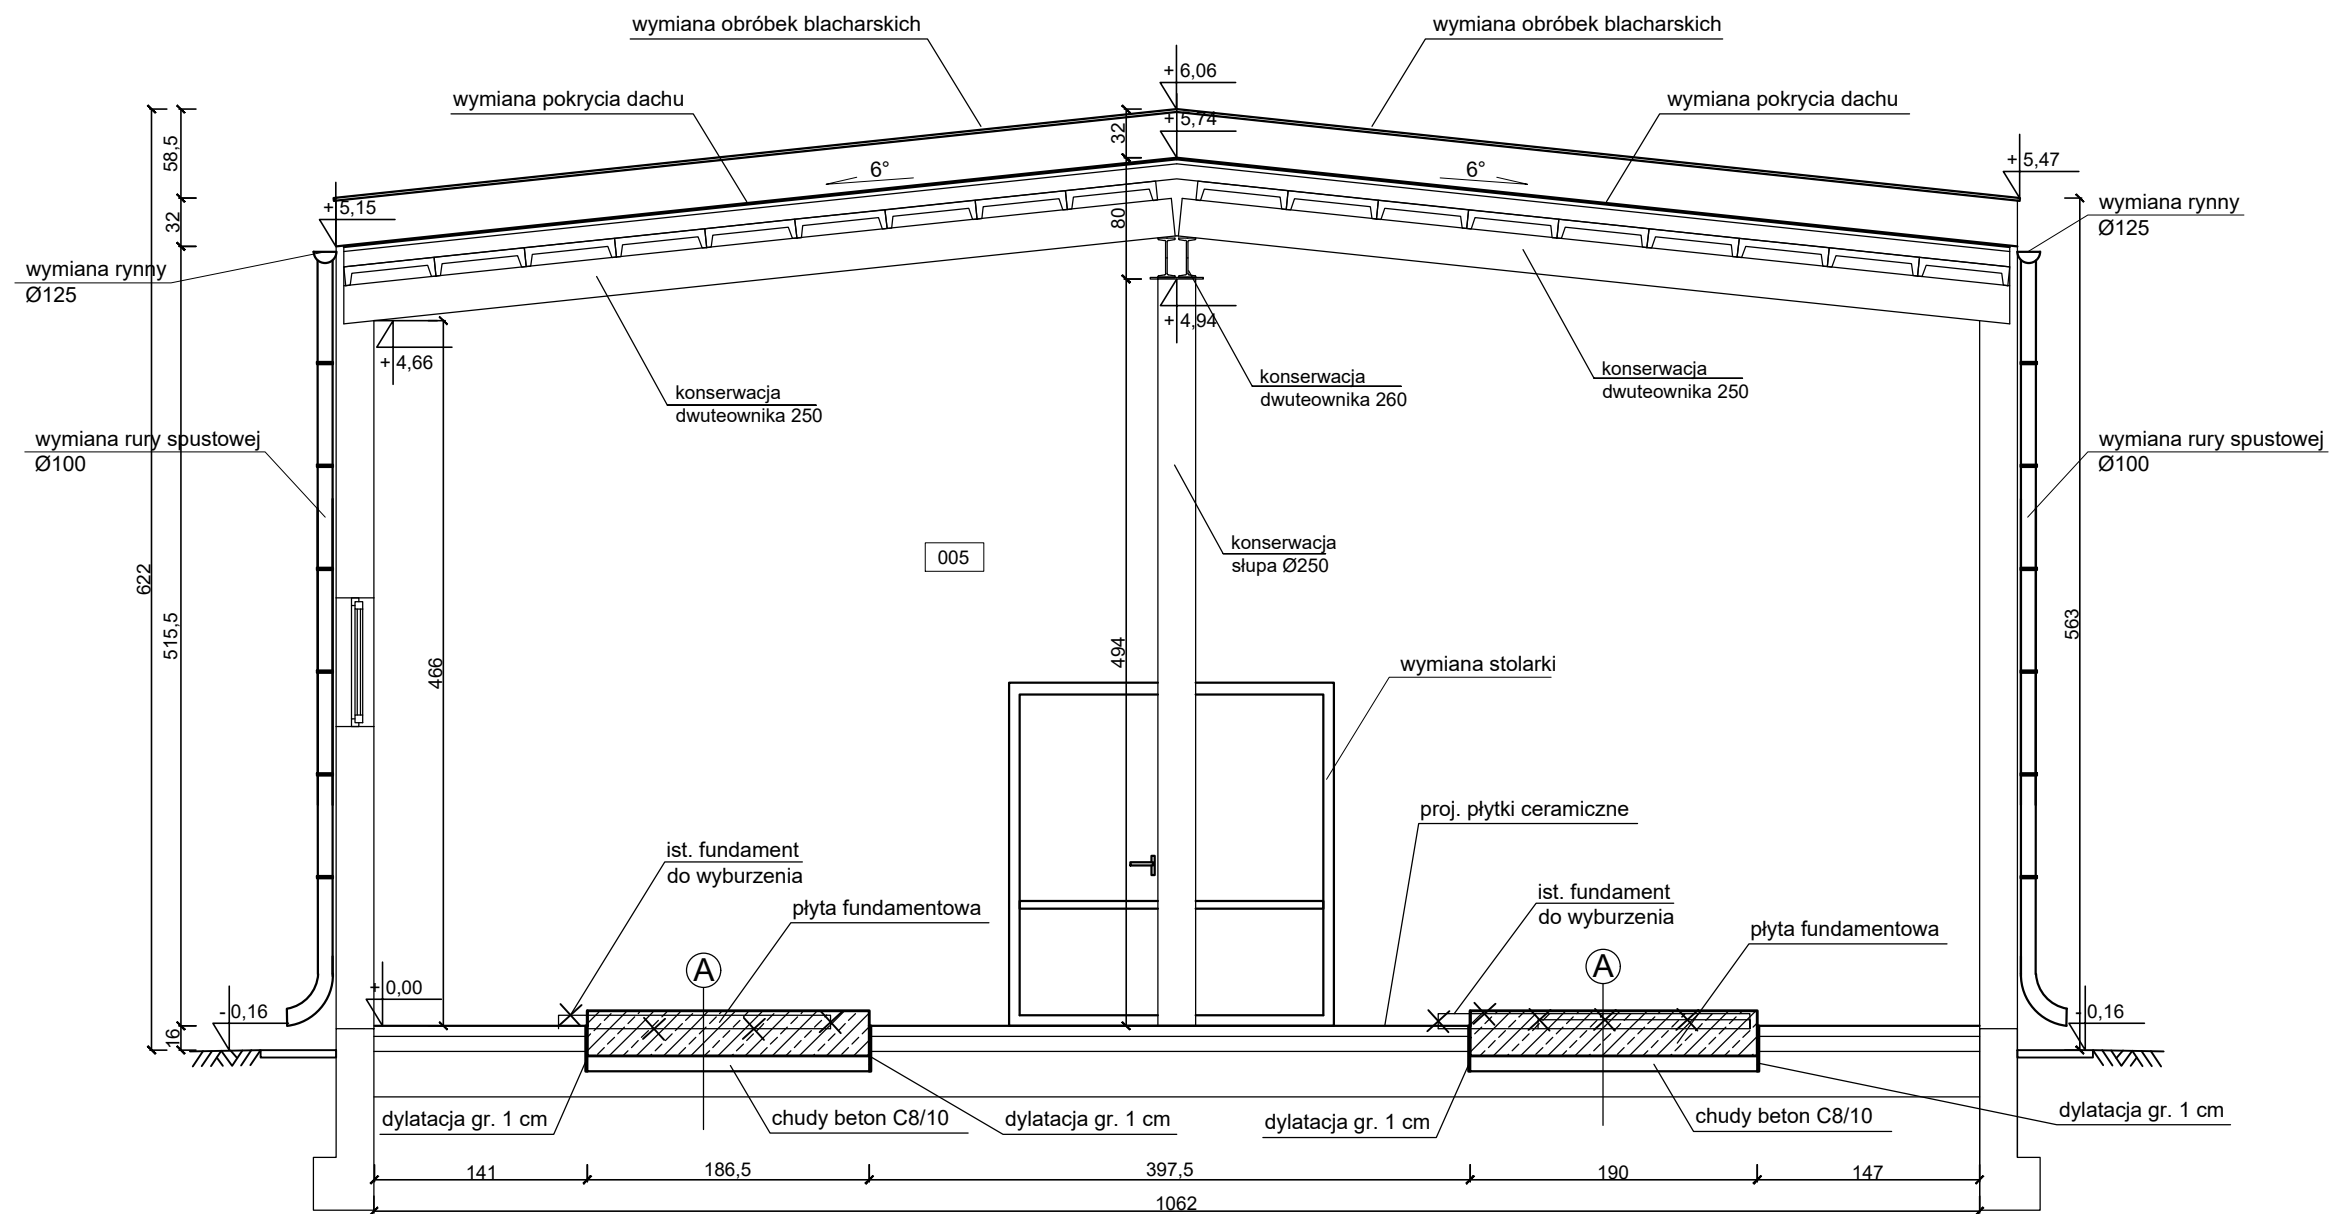 wymiana obróbek blacharskich
wymiana obróbek blacharskich
+ 6,06
wymiana pokrycia dachu
wymiana pokrycia dachu
58,5
32
+ 5,74
6°
6°
+ 5,47
32
+ 5,15
80
wymiana rynny
Ø125
wymiana rynny
Ø125
+ 4,94
+ 4,66
konserwacja
dwuteownika 250
konserwacja
dwuteownika 260
konserwacja
dwuteownika 250
wymiana rury spustowej
Ø100
wymiana rury spustowej
Ø100
005
konserwacja
słupa Ø250
622
515,5
466
494
563
wymiana stolarki
proj. płytki ceramiczne
ist. fundament
do wyburzenia
ist. fundament
do wyburzenia
płyta fundamentowa
płyta fundamentowa
A
A
+ 0,00
- 0,16
- 0,16
16
dylatacja gr. 1 cm
chudy beton C8/10
dylatacja gr. 1 cm
dylatacja gr. 1 cm
chudy beton C8/10
dylatacja gr. 1 cm
141
186,5
397,5
190
147
1062